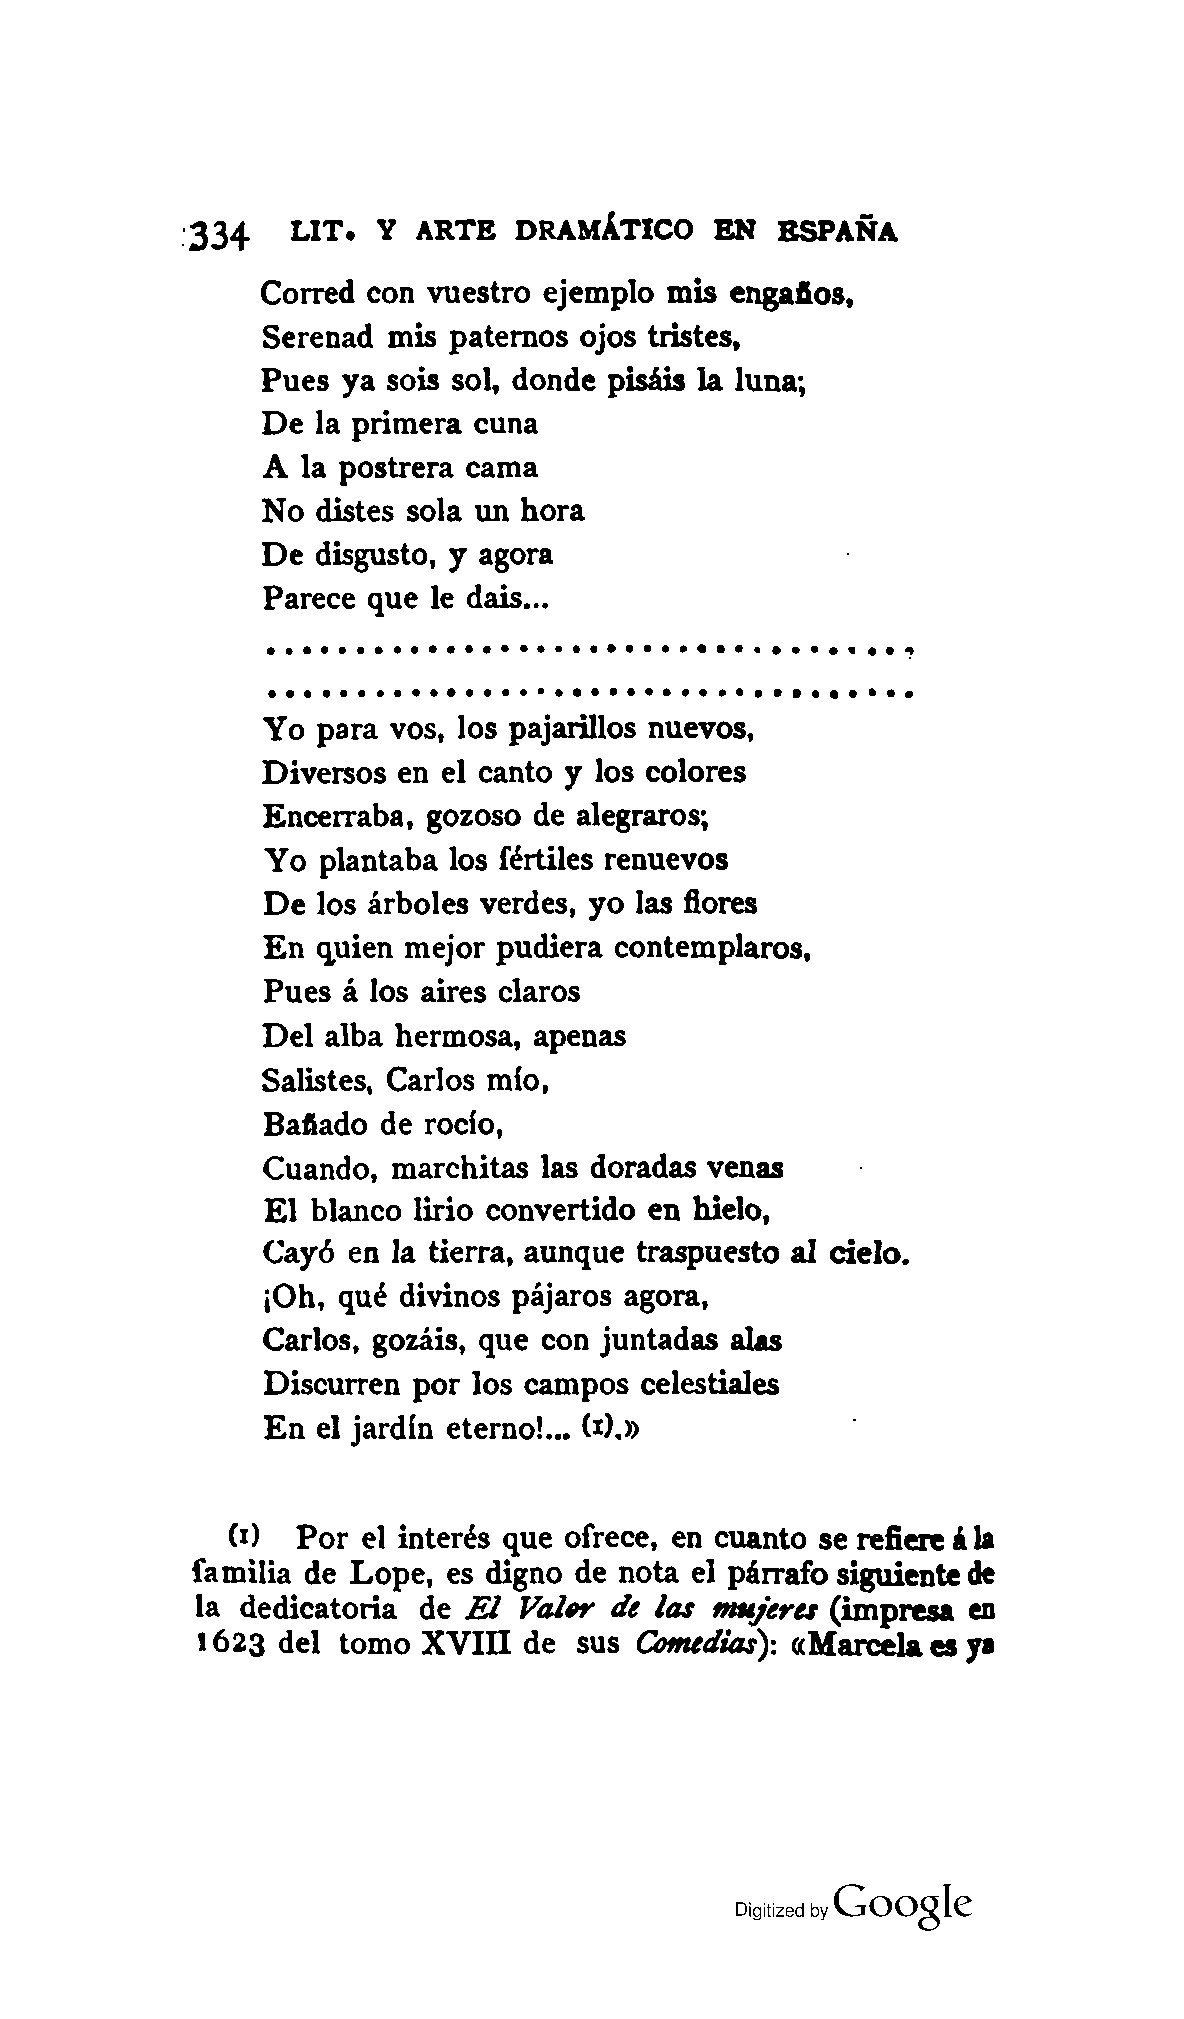 334 LIT. Y ARTE DRAMÁTICO EN ESPAÑA
Corred con vuestro ejemplo mis engaños,
Serenad mis paternos ojos tristes,
Pues ya sois sol, donde pisáis la luna;
De la primera cuna
A la postrera cama
No distes sola un hora
De disgusto, y agora
Parece que le dais...
....................................
....................................
Yo para vos, los pajarillos nuevos,
Diversos en el canto y los colores
Encerraba, gozoso de alegraros;
Yo plantaba los fértiles renuevos
De los árboles verdes, yo las flores
En quien mejor pudiera contemplaros,
Pues á los aires claros
Del alba hermosa, apenas
Salistes, Carlos mío,
Bañado de rocío,
Cuando, marchitas las doradas venas
El blanco lirio convertido en hielo,
Cayó en la tierra, aunque traspuesto al cielo.
¡Oh, qué divinos pájaros agora,
Carlos, gozáis, que con juntadas alas
Discurren por los campos celestiales
En el jardín eterno!... (1).»
(1) Por el interés que ofrece, en cuanto se refiere á la
familia de Lope, es digno de nota el párrafo siguiente de
la dedicatoria de El Valor de las mujeres (impresa en
1623 del tomo XVIII de sus Comedias): «Marcela es ya
Digitized by Google